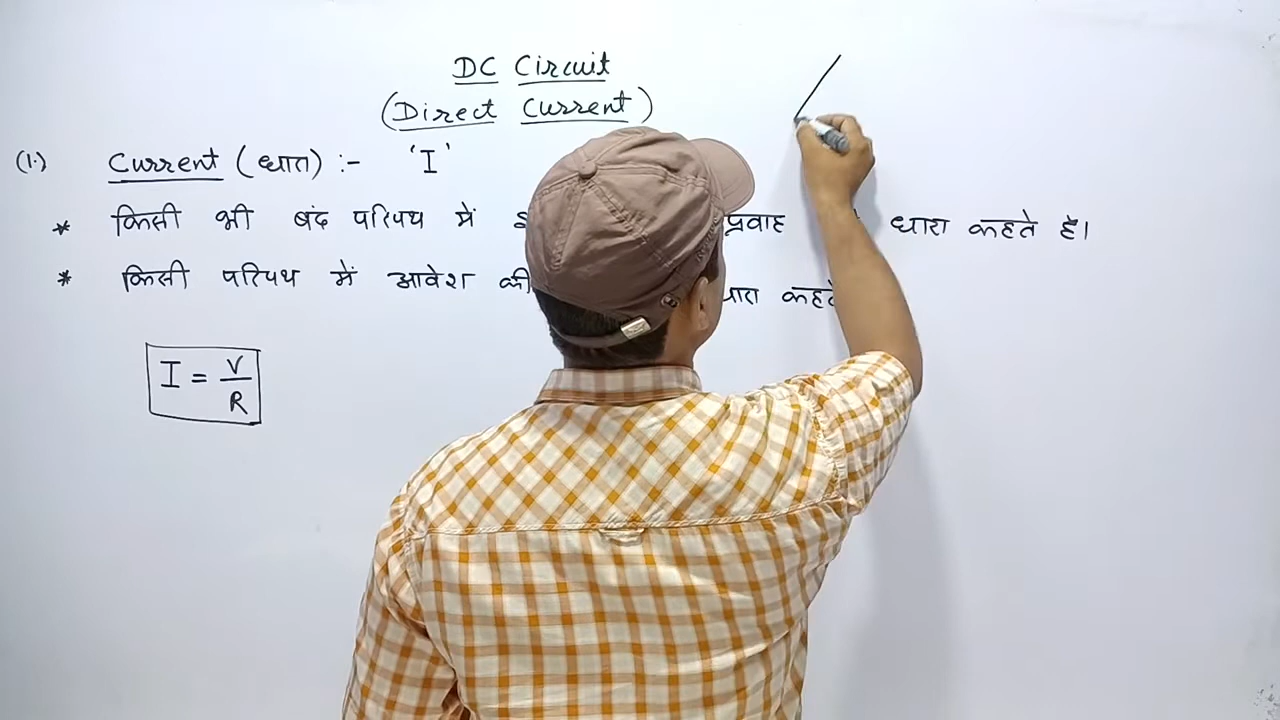 DC Circuit
(Direct Current)
(1.) Current (धारा) :- 'I'
* किसी भी बंद परिपथ में प्रवाह धारा कहते हैं।
* किसी परिपथ में आवेश की धारा
I = V/R